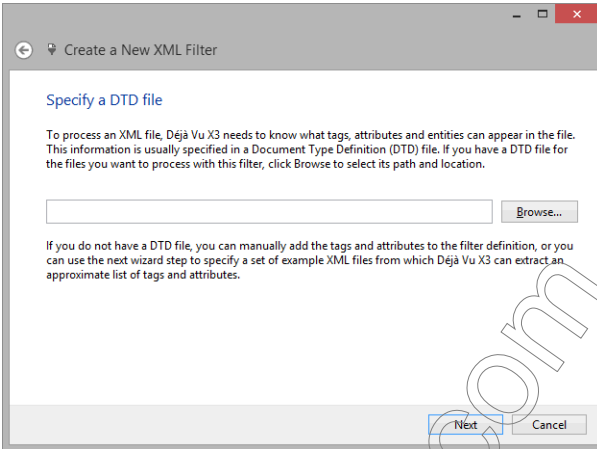 Create a New XML Filter
Specify a DTD file
To process an XML file, Déjà Vu X3 needs to know what tags, attributes and entities can appear in the file.
This information is usually specified in a Document Type Definition (DTD) file. If you have a DTD file for
the files you want to process with this filter, click Browse to select its path and location.
Browse...
If you do not have a DTD file, you can manually add the tags and attributes to the filter definition, or you
can use the next wizard step to specify a set of example XML files from which Déjà Vu X3 can extract an
approximate list of tags and attributes.
com
Next Cancel